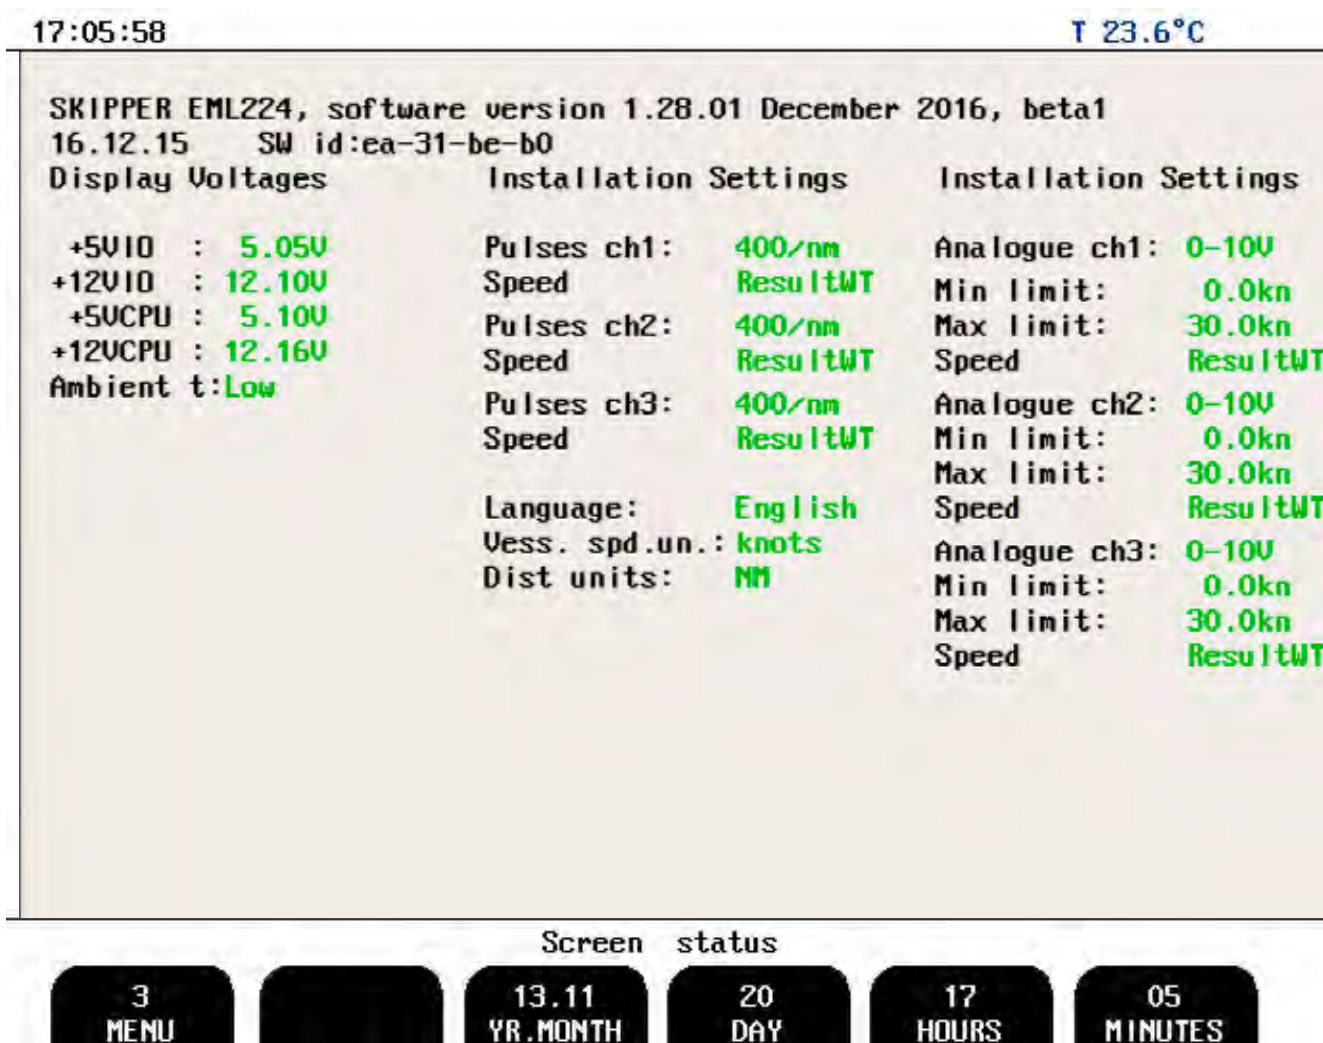 17:05:58 T 23.6°C
SKIPPER EML224, software version 1.28.01 December 2016, beta1
16.12.15 SW id:ea-31-be-b0
Display Voltages
+5VIO : 5.05V
+12VIO : 12.10V
+5VCPU : 5.10V
+12VCPU : 12.16V
Ambient t:Low
Installation Settings
Pulses ch1: 400/nm
Speed ResultWT
Pulses ch2: 400/nm
Speed ResultWT
Pulses ch3: 400/nm
Speed ResultWT
Language: English
Vess. spd.un.: knots
Dist units: NM
Installation Settings
Analogue ch1: 0-10V
Min limit: 0.0kn
Max limit: 30.0kn
Speed ResultWT
Analogue ch2: 0-10V
Min limit: 0.0kn
Max limit: 30.0kn
Speed ResultWT
Analogue ch3: 0-10V
Min limit: 0.0kn
Max limit: 30.0kn
Speed ResultWT
Screen status
3
MENU
13.11
YR.MONTH
20
DAY
17
HOURS
05
MINUTES